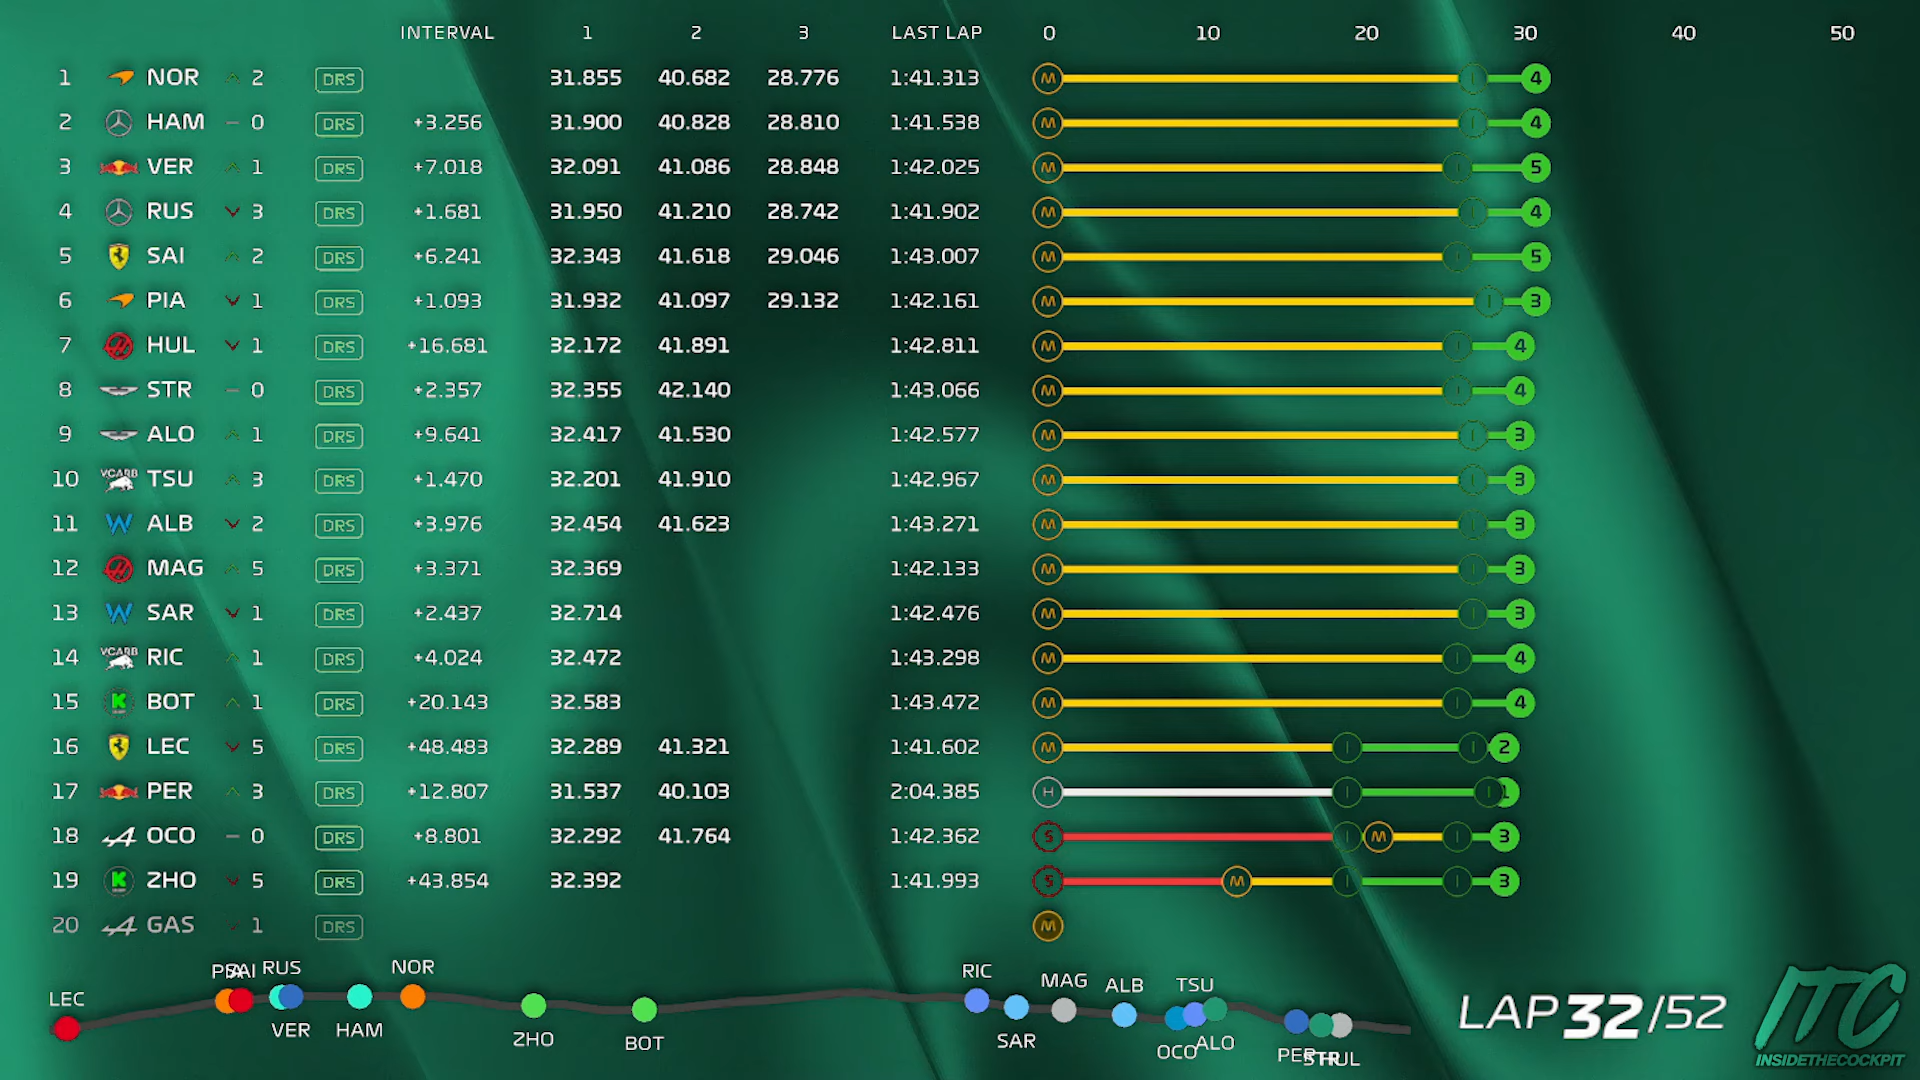 INTERVAL 1 2 3 LAST LAP 0 10 20 30 40 50
1 NOR 2 DRS 31.855 40.682 28.776 1:41.313 M I 4
2 HAM 0 DRS +3.256 31.900 40.828 28.810 1:41.538 M I 4
3 VER 1 DRS +7.018 32.091 41.086 28.848 1:42.025 M I 5
4 RUS 3 DRS +1.681 31.950 41.210 28.742 1:41.902 M I 4
5 SAI 2 DRS +6.241 32.343 41.618 29.046 1:43.007 M I 5
6 PIA 1 DRS +1.093 31.932 41.097 29.132 1:42.161 M I 3
7 HUL 1 DRS +16.681 32.172 41.891 1:42.811 M I 4
8 STR 0 DRS +2.357 32.355 42.140 1:43.066 M I 4
9 ALO 1 DRS +9.641 32.417 41.530 1:42.577 M I 3
10 VCARB TSU 3 DRS +1.470 32.201 41.910 1:42.967 M I 3
11 W ALB 2 DRS +3.976 32.454 41.623 1:43.271 M I 3
12 MAG 5 DRS +3.371 32.369 1:42.133 M I 3
13 W SAR 1 DRS +2.437 32.714 1:42.476 M I 3
14 VCARB RIC 1 DRS +4.024 32.472 1:43.298 M I 4
15 K BOT 1 DRS +20.143 32.583 1:43.472 M I 4
16 LEC 5 DRS +48.483 32.289 41.321 1:41.602 M I I 2
17 PER 3 DRS +12.807 31.537 40.103 2:04.385 H I I 1
18 OCO 0 DRS +8.801 32.292 41.764 1:42.362 S I M I 3
19 K ZHO 5 DRS +43.854 32.392 1:41.993 S M I I 3
20 GAS 1 DRS M
LEC PIA SAI RUS NOR RIC MAG ALB TSU
VER HAM ZHO BOT SAR OCO ALO PER STR HUL
LAP 32/52
ITC
INSIDETHECOCKPIT